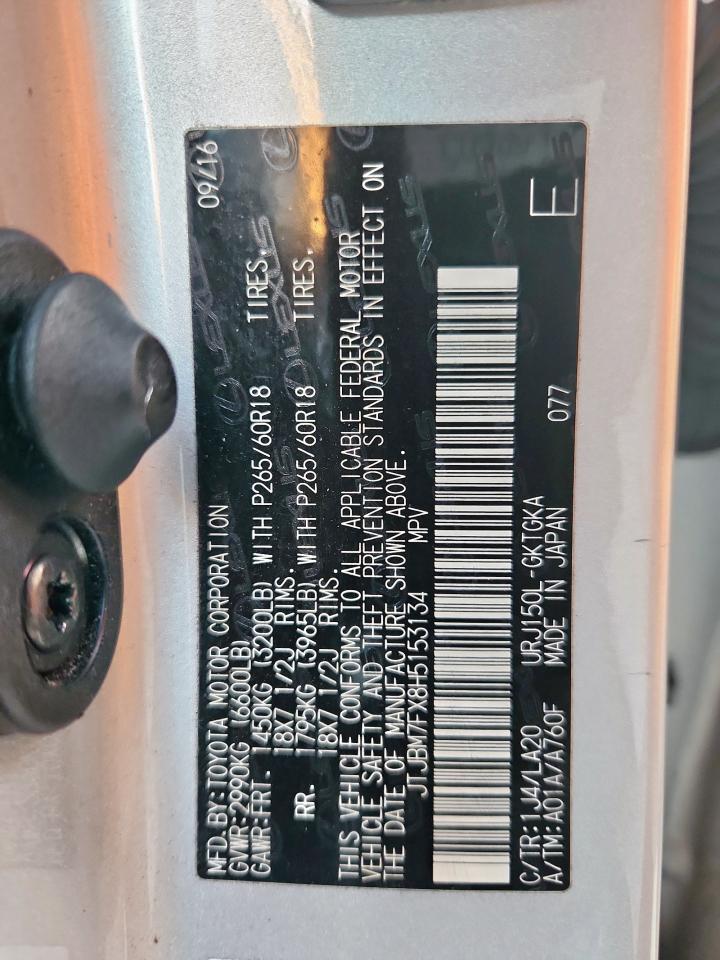 MFD.BY:TOYOTA MOTOR CORPORATION 09/16
GVWR:2990KG (6600LB)
GAWR:FRT. 1450KG (3200LB) WITH P265/60R18 TIRES.
18X7 1/2J RIMS.
RR. 1795KG (3965LB) WITH P265/60R18 TIRES.
18X7 1/2J RIMS.
THIS VEHICLE CONFORMS TO ALL APPLICABLE FEDERAL MOTOR
VEHICLE SAFETY AND THEFT PREVENTION STANDARDS IN EFFECT ON
THE DATE OF MANUFACTURE SHOWN ABOVE.
JTJBM7FX8H5153134 MPV
C/TR:1J4/LA20 URJ150L-GKTGKA
A/TM:A01A/A760F MADE IN JAPAN 077 E
LEXUS
LEXUS
LEXUS